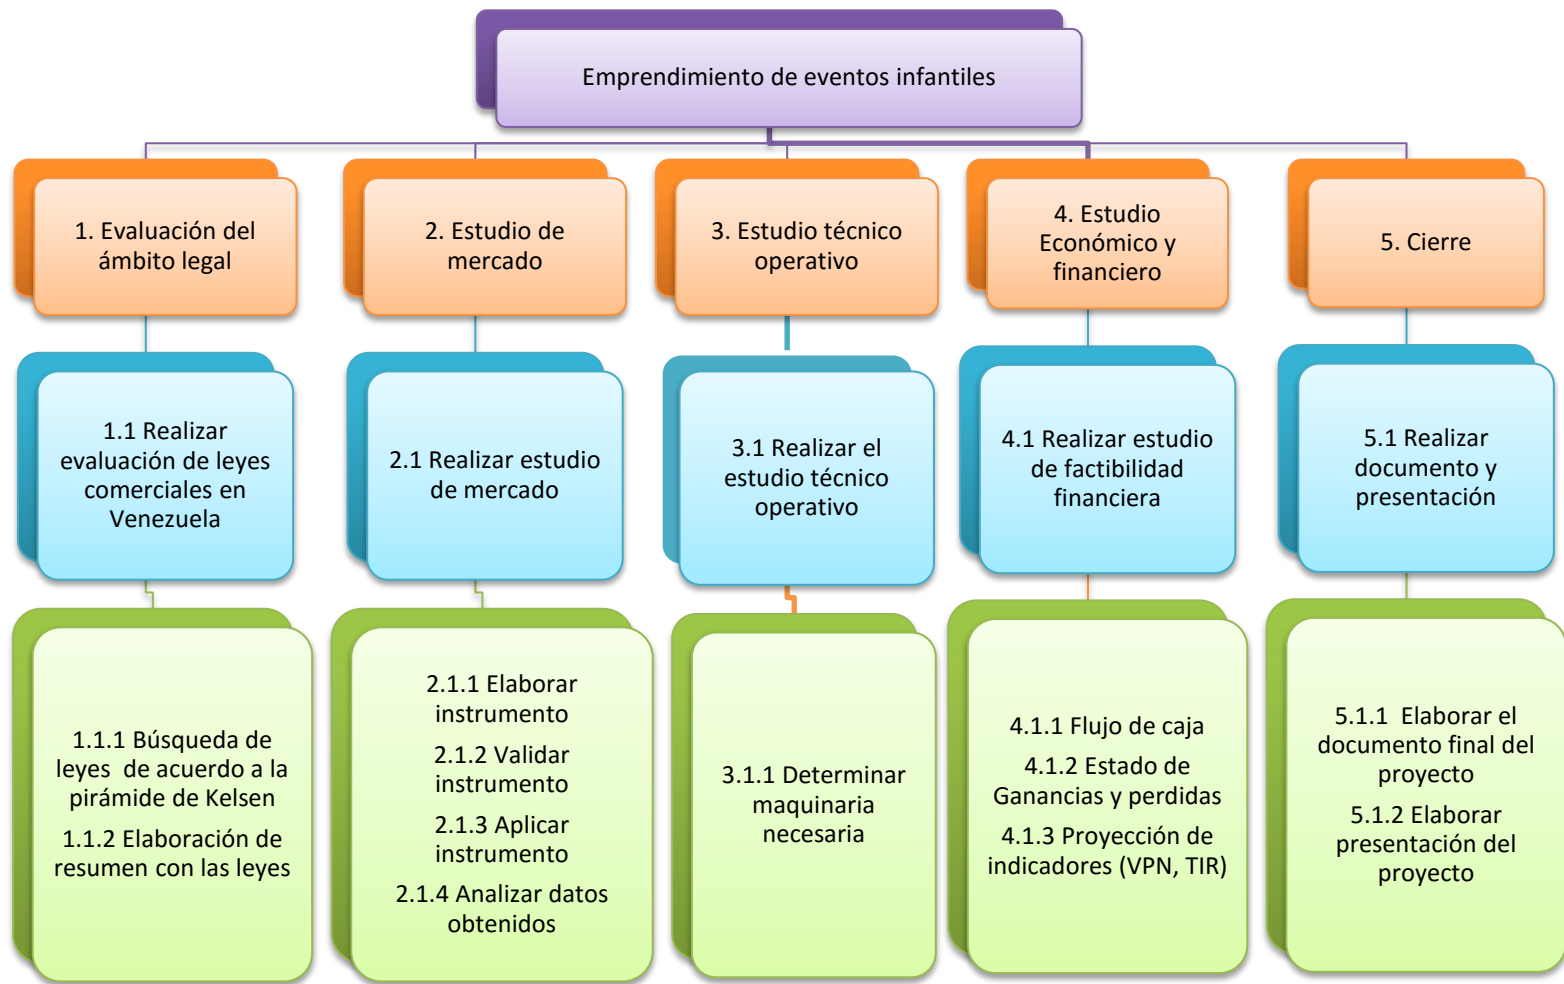 Emprendimiento de eventos infantiles
1. Evaluación del
ámbito legal
2. Estudio de
mercado
3. Estudio técnico
operativo
4. Estudio
Económico y
financiero
5. Cierre
1.1 Realizar
evaluación de leyes
comerciales en
Venezuela
2.1 Realizar estudio
de mercado
3.1 Realizar el
estudio técnico
operativo
4.1 Realizar estudio
de factibilidad
financiera
5.1 Realizar
documento y
presentación
1.1.1 Búsqueda de
leyes  de acuerdo a la
pirámide de Kelsen
1.1.2 Elaboración de
resumen con las leyes
2.1.1 Elaborar
instrumento
2.1.2 Validar
instrumento
2.1.3 Aplicar
instrumento
2.1.4 Analizar datos
obtenidos
3.1.1 Determinar
maquinaria
necesaria
4.1.1 Flujo de caja
4.1.2 Estado de
Ganancias y perdidas
4.1.3 Proyección de
indicadores (VPN, TIR)
5.1.1  Elaborar el
documento final del
proyecto
5.1.2 Elaborar
presentación del
proyecto